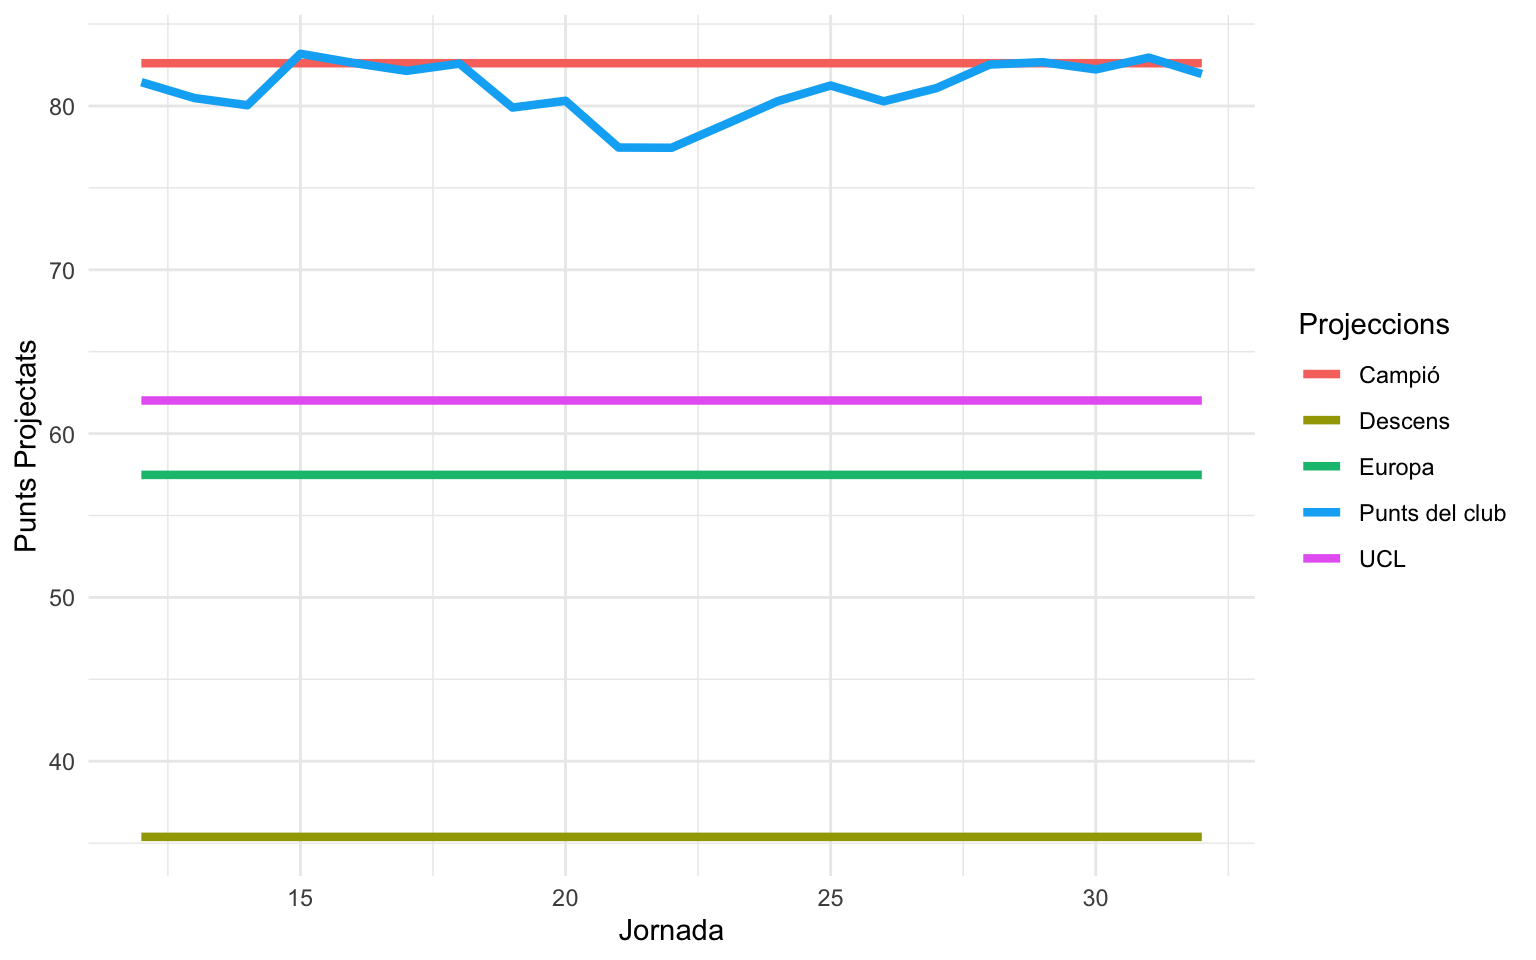 Punts Projectats
80
70
60
50
40
15
20
25
30
Jornada
Projeccions
Campió
Descens
Europa
Punts del club
UCL